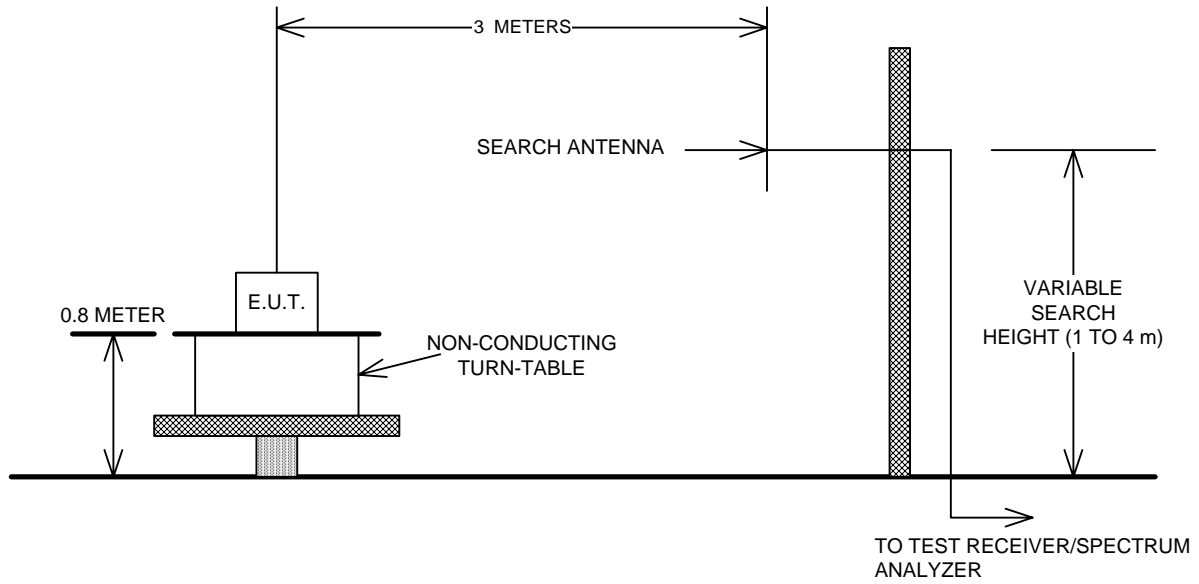 3 METERS
SEARCH ANTENNA
E.U.T.
0.8 METER
NON-CONDUCTING
TURN-TABLE
VARIABLE
SEARCH
HEIGHT (1 TO 4 m)
TO TEST RECEIVER/SPECTRUM
ANALYZER